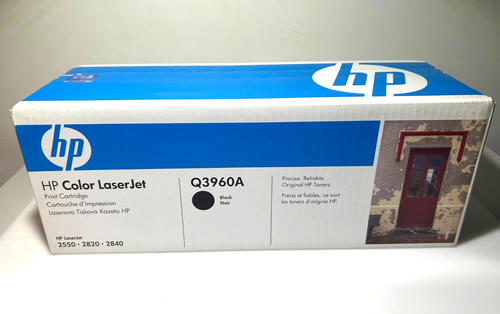 hp
hp
HP Color LaserJet
Print Cartridge
Cartouche d'Impression
Laserova Tisková Kazeta HP
HP LaserJet
2550 · 2820 · 2840
Q3960A
Black
Noir
Precise. Reliable.
Original HP Toners.
Précis et fiables, ce sont
les toners d'origine HP.